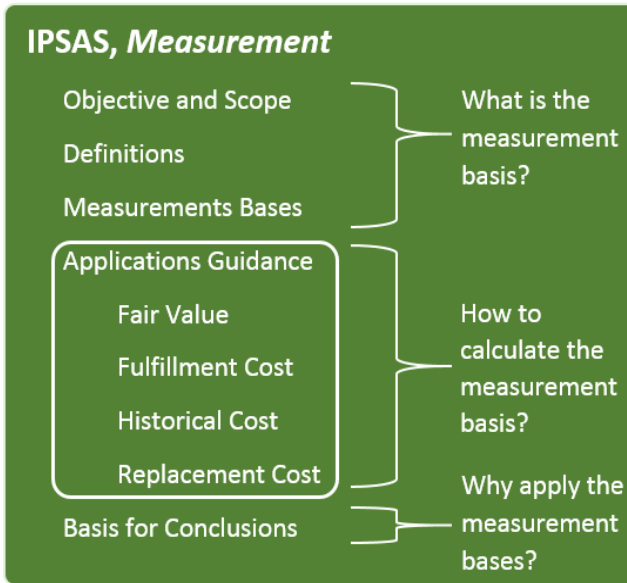 IPSAS, Measurement
Objective and Scope
Definitions
Measurements Bases
What is the
measurement
basis?
Applications Guidance
Fair Value
Fulfillment Cost
Historical Cost
Replacement Cost
How to
calculate the
measurement
basis?
Basis for Conclusions
Why apply the
measurement
bases?